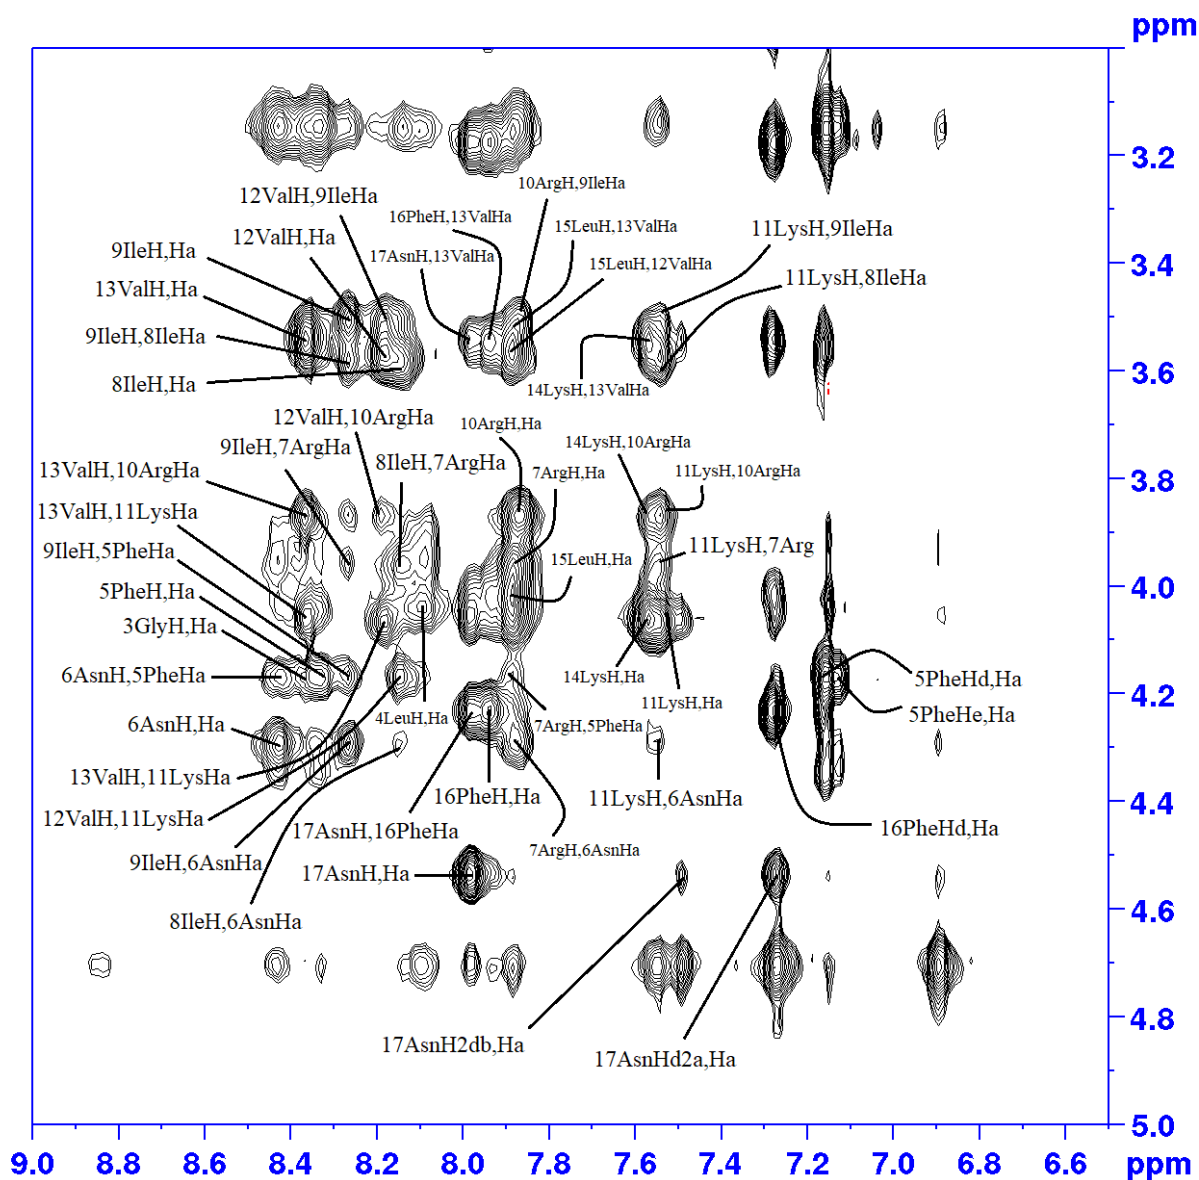 ppm
3.2
3.4
3.6
3.8
4.0
4.2
4.4
4.6
4.8
5.0
12ValH,9IleHa
10ArgH,9IleHa
16PheH,13ValHa
15LeuH,13ValHa
11LysH,9IleHa
12ValH,Ha
9IleH,Ha
17AsnH,13ValHa
15LeuH,12ValHa
11LysH,8IleHa
13ValH,Ha
9IleH,8IleHa
8IleH,Ha
14LysH,13ValHa
12ValH,10ArgHa
10ArgH,Ha
9IleH,7ArgHa
14LysH,10ArgHa
13ValH,10ArgHa
8IleH,7ArgHa
7ArgH,Ha
11LysH,10ArgHa
13ValH,11LysHa
9IleH,5PheHa
11LysH,7Arg
15LeuH,Ha
5PheH,Ha
3GlyH,Ha
6AsnH,5PheHa
14LysH,Ha
5PheHd,Ha
11LysH,Ha
5PheHe,Ha
6AsnH,Ha
4LeuH,Ha
7ArgH,5PheHa
13ValH,11LysHa
16PheH,Ha
11LysH,6AsnHa
12ValH,11LysHa
17AsnH,16PheHa
16PheHd,Ha
7ArgH,6AsnHa
9IleH,6AsnHa
17AsnH,Ha
8IleH,6AsnHa
17AsnH2db,Ha
17AsnHd2a,Ha
9.0 8.8 8.6 8.4 8.2 8.0 7.8 7.6 7.4 7.2 7.0 6.8 6.6 ppm